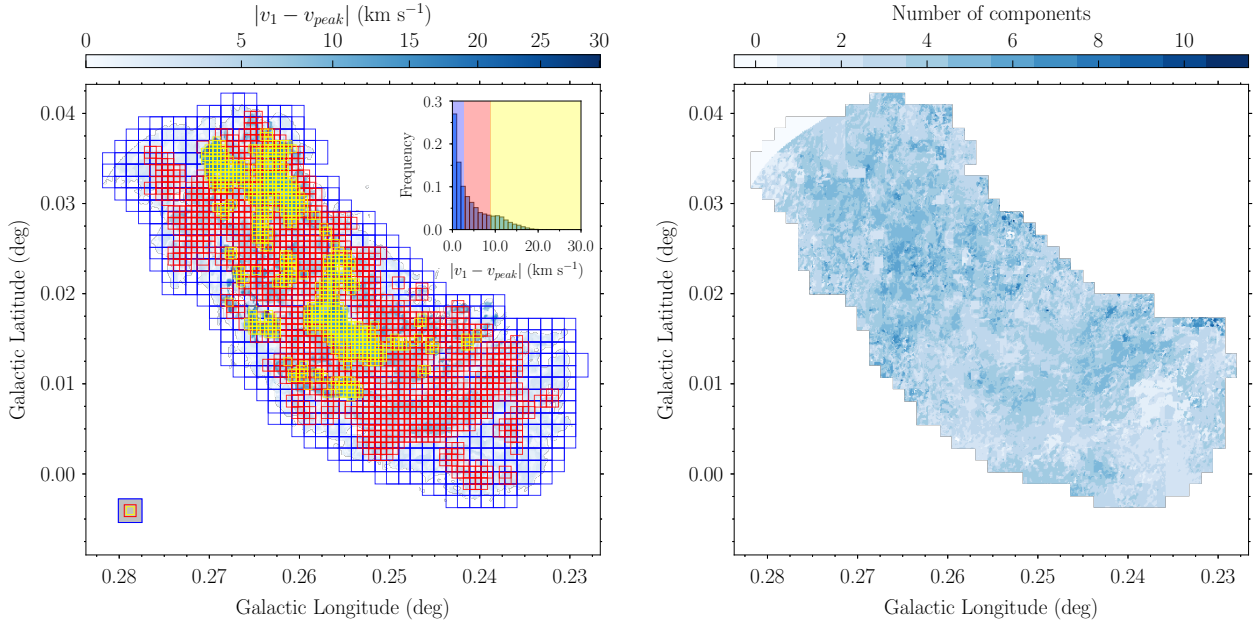 |v₁ − v_peak| (km s⁻¹)
0 5 10 15 20 25 30
Galactic Latitude (deg)
0.04
0.03
0.02
0.01
0.00
0.28 0.27 0.26 0.25 0.24 0.23
Galactic Longitude (deg)
Frequency
0.3
0.2
0.1
0.0
0.0 10.0 20.0 30.0
|v₁ − v_peak| (km s⁻¹)
Number of components
0 2 4 6 8 10
Galactic Latitude (deg)
0.04
0.03
0.02
0.01
0.00
0.28 0.27 0.26 0.25 0.24 0.23
Galactic Longitude (deg)